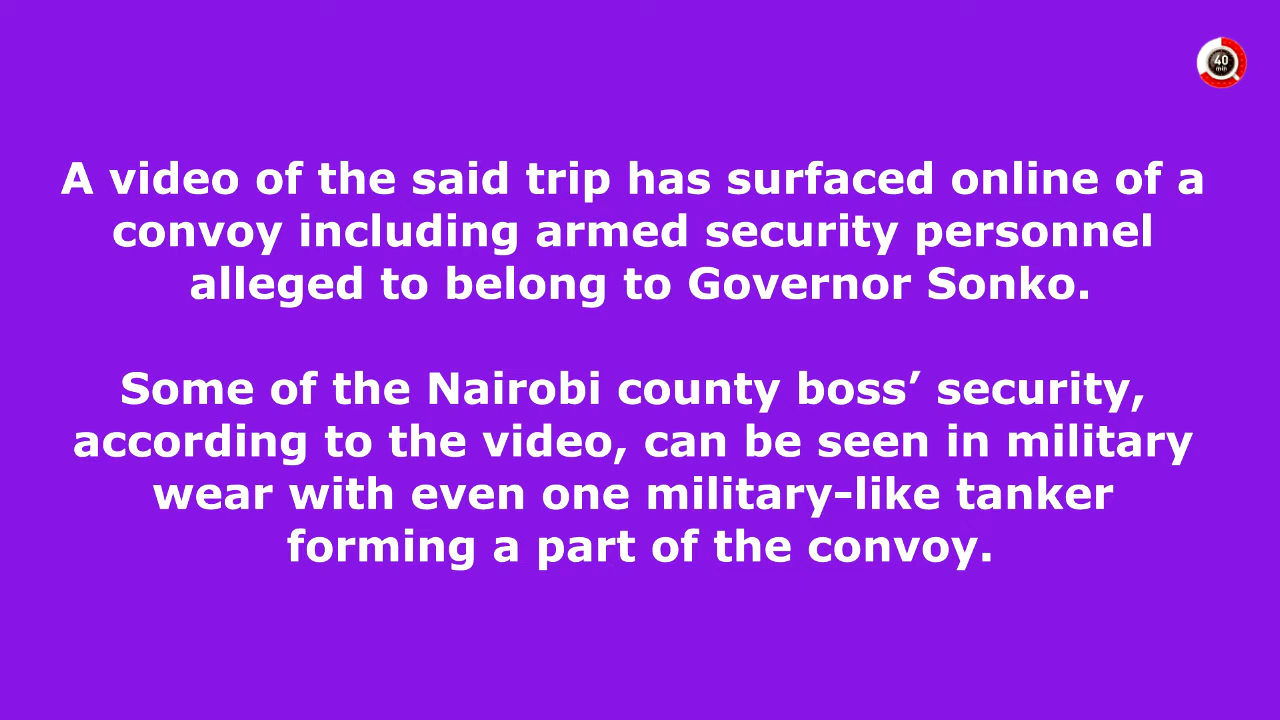 40
min
A video of the said trip has surfaced online of a
convoy including armed security personnel
alleged to belong to Governor Sonko.
Some of the Nairobi county boss’ security,
according to the video, can be seen in military
wear with even one military-like tanker
forming a part of the convoy.